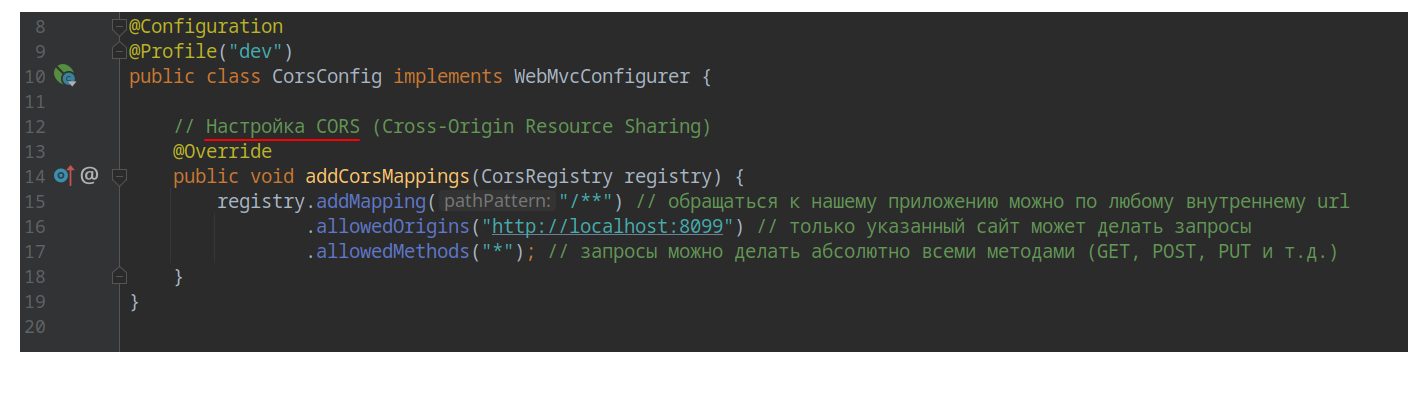 8 @Configuration
9 @Profile("dev")
10 public class CorsConfig implements WebMvcConfigurer {
11
12 // Настройка CORS (Cross-Origin Resource Sharing)
13 @Override
14 @ public void addCorsMappings(CorsRegistry registry) {
15 registry.addMapping( pathPattern: "/**") // обращаться к нашему приложению можно по любому внутреннему url
16 .allowedOrigins("http://localhost:8099") // только указанный сайт может делать запросы
17 .allowedMethods("*"); // запросы можно делать абсолютно всеми методами (GET, POST, PUT и т.д.)
18 }
19 }
20